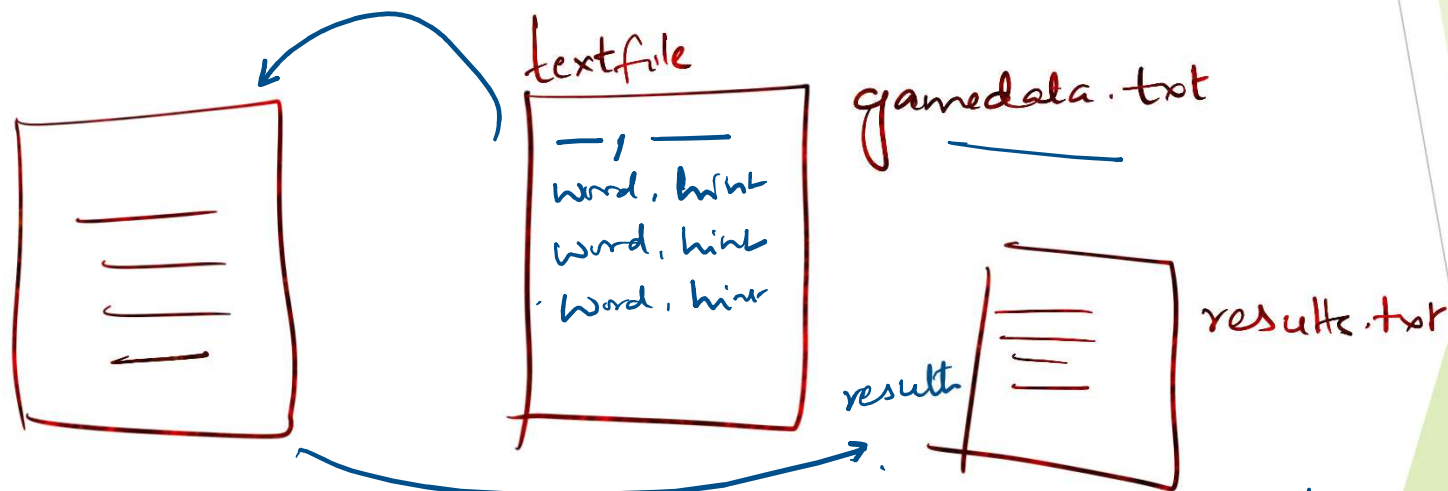 textfile
gamedata.txt
—, —
word, hint
word, hint
word, hint
result
results.txt